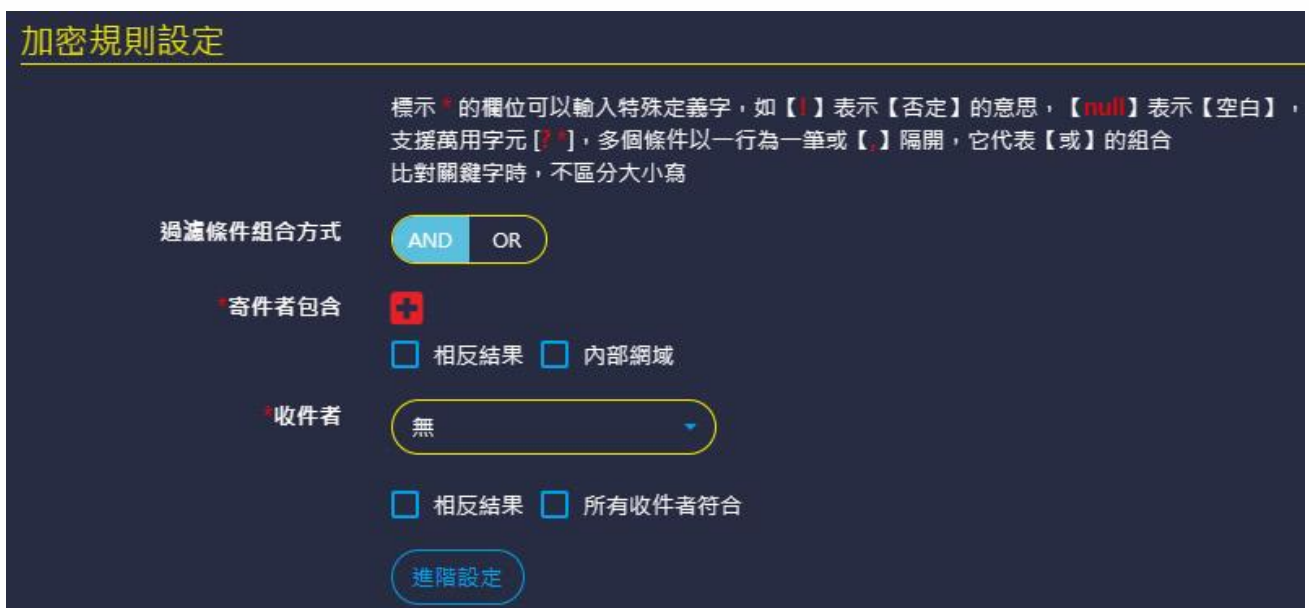 加密規則設定
標示 * 的欄位可以輸入特殊定義字，如【!】表示【否定】的意思，【null】表示【空白】，
支援萬用字元 [? *]，多個條件以一行為一筆或【,】隔開，它代表【或】的組合
比對關鍵字時，不區分大小寫
過濾條件組合方式 AND OR
*寄件者包含
相反結果 內部網域
*收件者 無
相反結果 所有收件者符合
進階設定